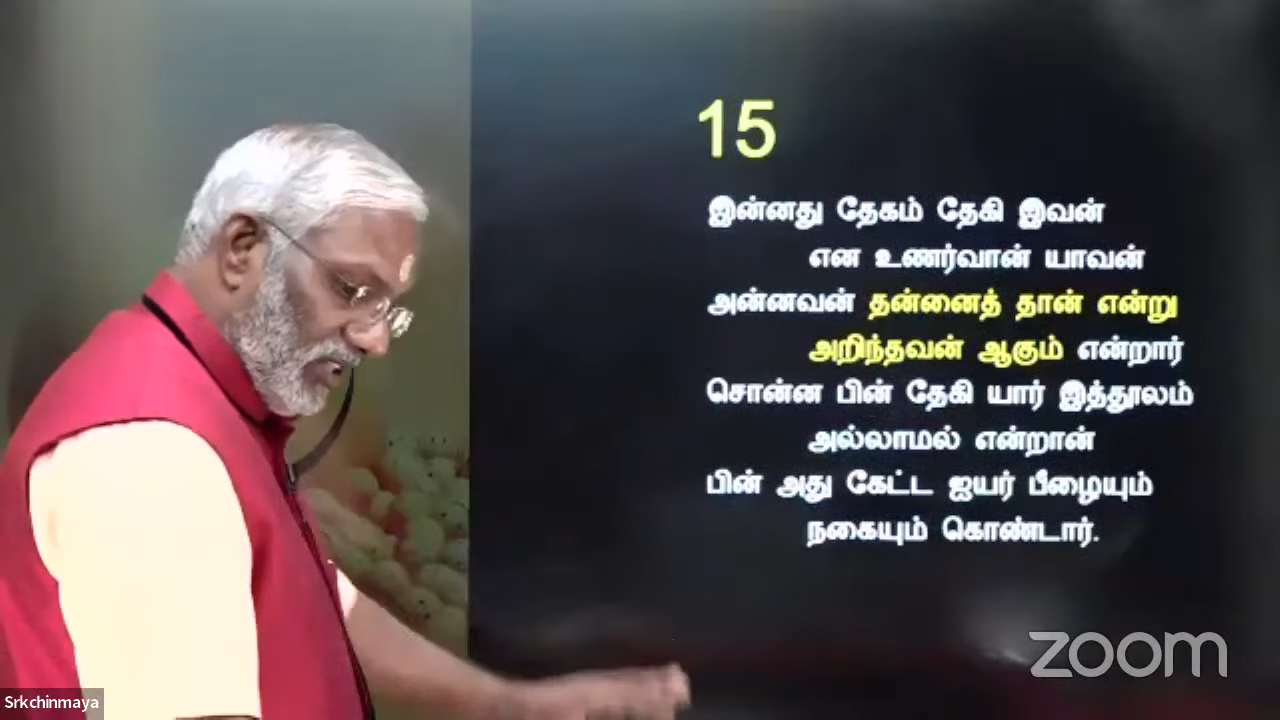 15
இன்னது தேகம் தேகி இவன்
என உணர்வான் யாவன்
அன்னவன் தன்னைத் தான் என்று
அறிந்தவன் ஆகும் என்றார்
சொன்ன பின் தேகி யார் இத்தூலம்
அல்லாமல் என்றான்
பின் அது கேட்ட ஐயர் பீழையும்
நகையும் கொண்டார்.
zoom
Srkchinmaya